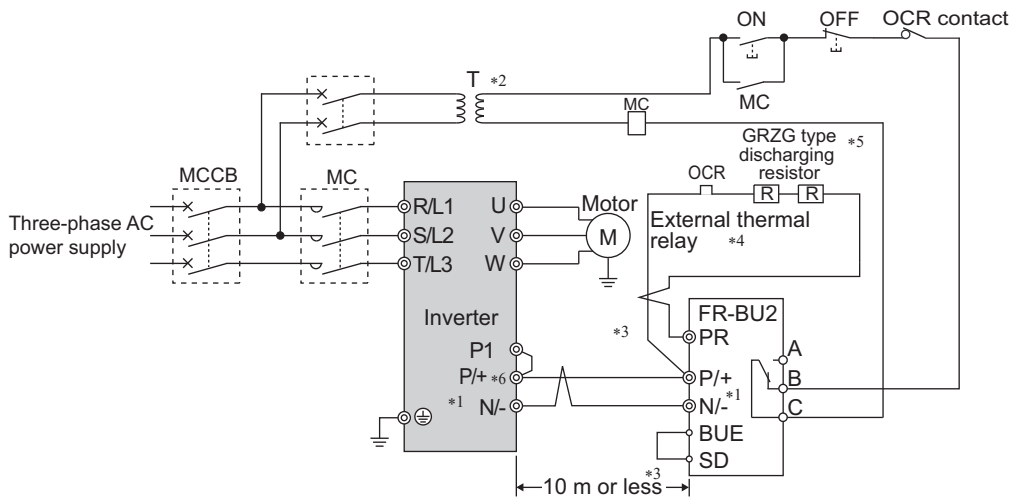 ON
OFF
OCR contact
T *2
MC
MC
GRZG type
discharging
resistor
*5
MCCB
MC
OCR
R
R
Three-phase AC
power supply
R/L1
S/L2
T/L3
U
V
W
Motor
M
External thermal
relay *4
Inverter
*3
FR-BU2
PR
P1
P/+ *6
*1 N/-
P/+
N/- *1
BUE
SD
A
B
C
10 m or less *3